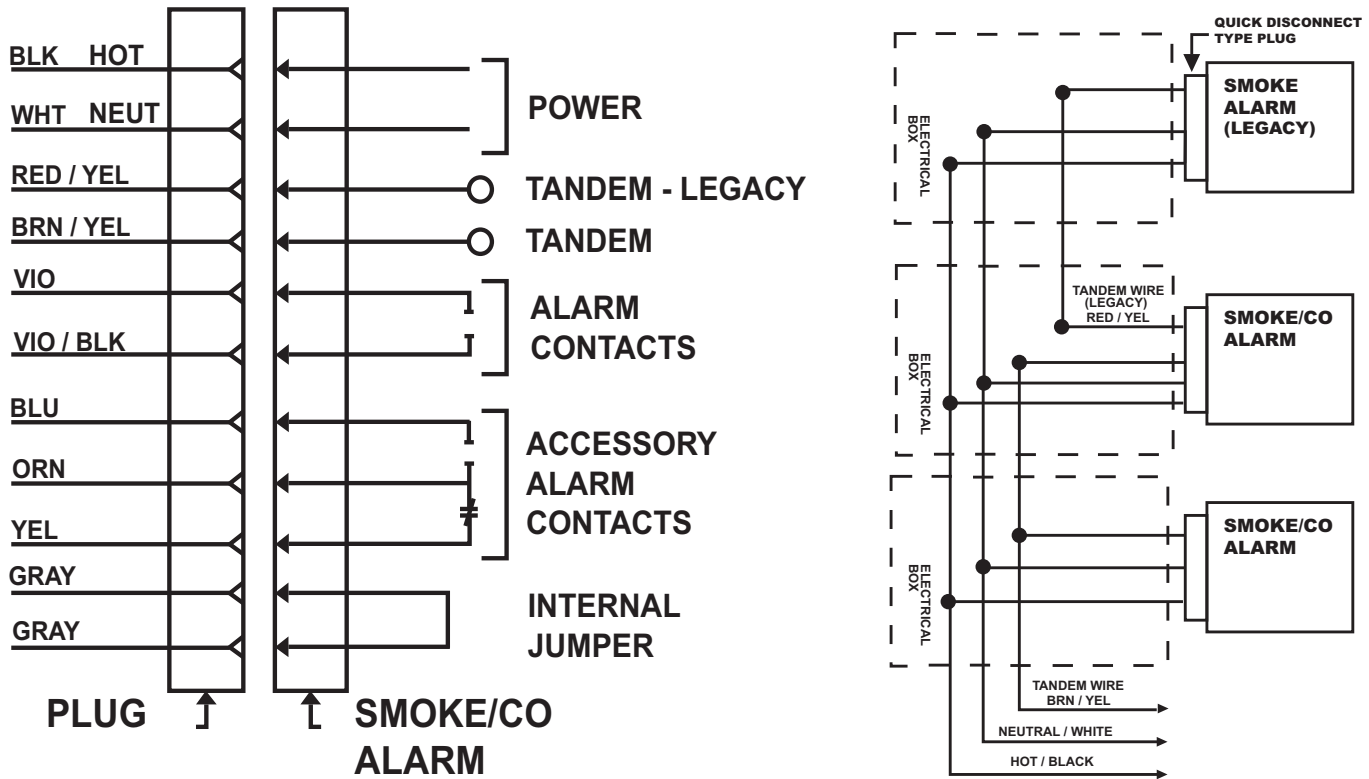 BLK HOT
WHT NEUT
RED / YEL
BRN / YEL
VIO
VIO / BLK
BLU
ORN
YEL
GRAY
GRAY
POWER
TANDEM - LEGACY
TANDEM
ALARM
CONTACTS
ACCESSORY
ALARM
CONTACTS
INTERNAL
JUMPER
PLUG
SMOKE/CO
ALARM
QUICK DISCONNECT
TYPE PLUG
ELECTRICAL
BOX
SMOKE
ALARM
(LEGACY)
TANDEM WIRE
(LEGACY)
RED / YEL
ELECTRICAL
BOX
SMOKE/CO
ALARM
ELECTRICAL
BOX
SMOKE/CO
ALARM
TANDEM WIRE
BRN / YEL
NEUTRAL / WHITE
HOT / BLACK